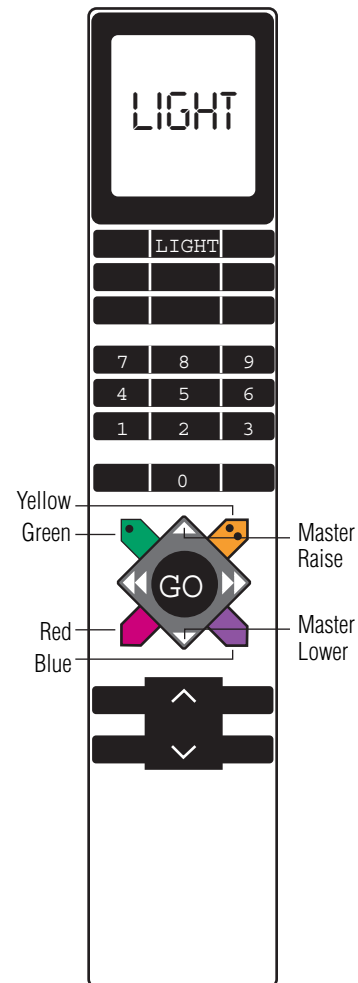 LIGHT
LIGHT
7 8 9
4 5 6
1 2 3
0
Yellow
Green
Master
Raise
GO
Red
Blue
Master
Lower